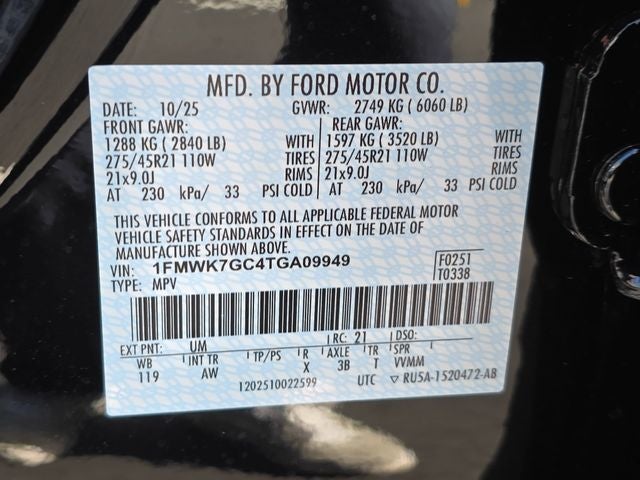 MFD. BY FORD MOTOR CO.
DATE: 10/25 GVWR: 2749 KG ( 6060 LB)
FRONT GAWR: REAR GAWR:
1288 KG ( 2840 LB) WITH 1597 KG ( 3520 LB) WITH
275/45R21 110W TIRES 275/45R21 110W TIRES
21x9.0J RIMS 21x9.0J RIMS
AT 230 kPa/ 33 PSI COLD AT 230 kPa/ 33 PSI COLD
THIS VEHICLE CONFORMS TO ALL APPLICABLE FEDERAL MOTOR
VEHICLE SAFETY STANDARDS IN EFFECT ON THE DATE OF
MANUFACTURE SHOWN ABOVE.
VIN: 1FMWK7GC4TGA09949 F0251
TYPE: MPV T0338
EXT PNT: UM RC: 21 DSO:
WB INT TR TP/PS R AXLE TR SPR
119 AW X 3B T VVMM
1202510022599 UTC ▽ RU5A-1520472-AB